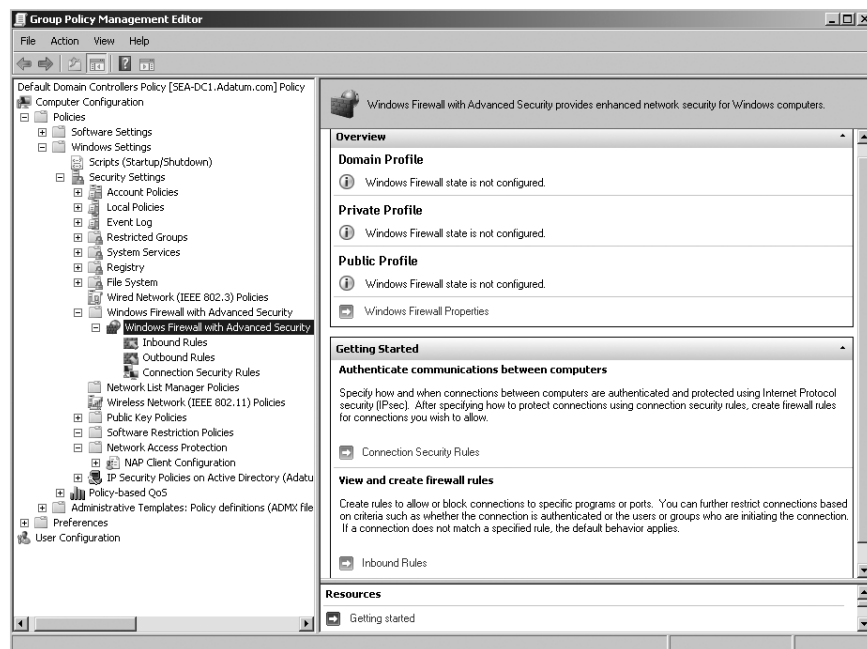 Group Policy Management Editor
File Action View Help
Default Domain Controllers Policy [SEA-DC1.Adatum.com] Policy
Computer Configuration
Policies
Software Settings
Windows Settings
Scripts (Startup/Shutdown)
Security Settings
Account Policies
Local Policies
Event Log
Restricted Groups
System Services
Registry
File System
Wired Network (IEEE 802.3) Policies
Windows Firewall with Advanced Security
Windows Firewall with Advanced Security
Inbound Rules
Outbound Rules
Connection Security Rules
Network List Manager Policies
Wireless Network (IEEE 802.11) Policies
Public Key Policies
Software Restriction Policies
Network Access Protection
NAP Client Configuration
IP Security Policies on Active Directory (Adatu
Policy-based QoS
Administrative Templates: Policy definitions (ADMX file
Preferences
User Configuration
Windows Firewall with Advanced Security provides enhanced network security for Windows computers.
Overview
Domain Profile
Windows Firewall state is not configured.
Private Profile
Windows Firewall state is not configured.
Public Profile
Windows Firewall state is not configured.
Windows Firewall Properties
Getting Started
Authenticate communications between computers
Specify how and when connections between computers are authenticated and protected using Internet Protocol
security (IPsec). After specifying how to protect connections using connection security rules, create firewall rules
for connections you wish to allow.
Connection Security Rules
View and create firewall rules
Create rules to allow or block connections to specific programs or ports. You can further restrict connections based
on criteria such as whether the connection is authenticated or the users or groups who are initiating the connection.
If a connection does not match a specified rule, the default behavior applies.
Inbound Rules
Resources
Getting started